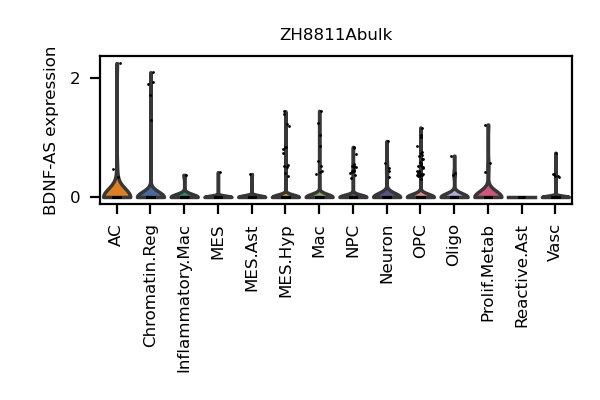 ZH8811Abulk
BDNF-AS expression
2
0
AC
Chromatin.Reg
Inflammatory.Mac
MES
MES.Ast
MES.Hyp
Mac
NPC
Neuron
OPC
Oligo
Prolif.Metab
Reactive.Ast
Vasc